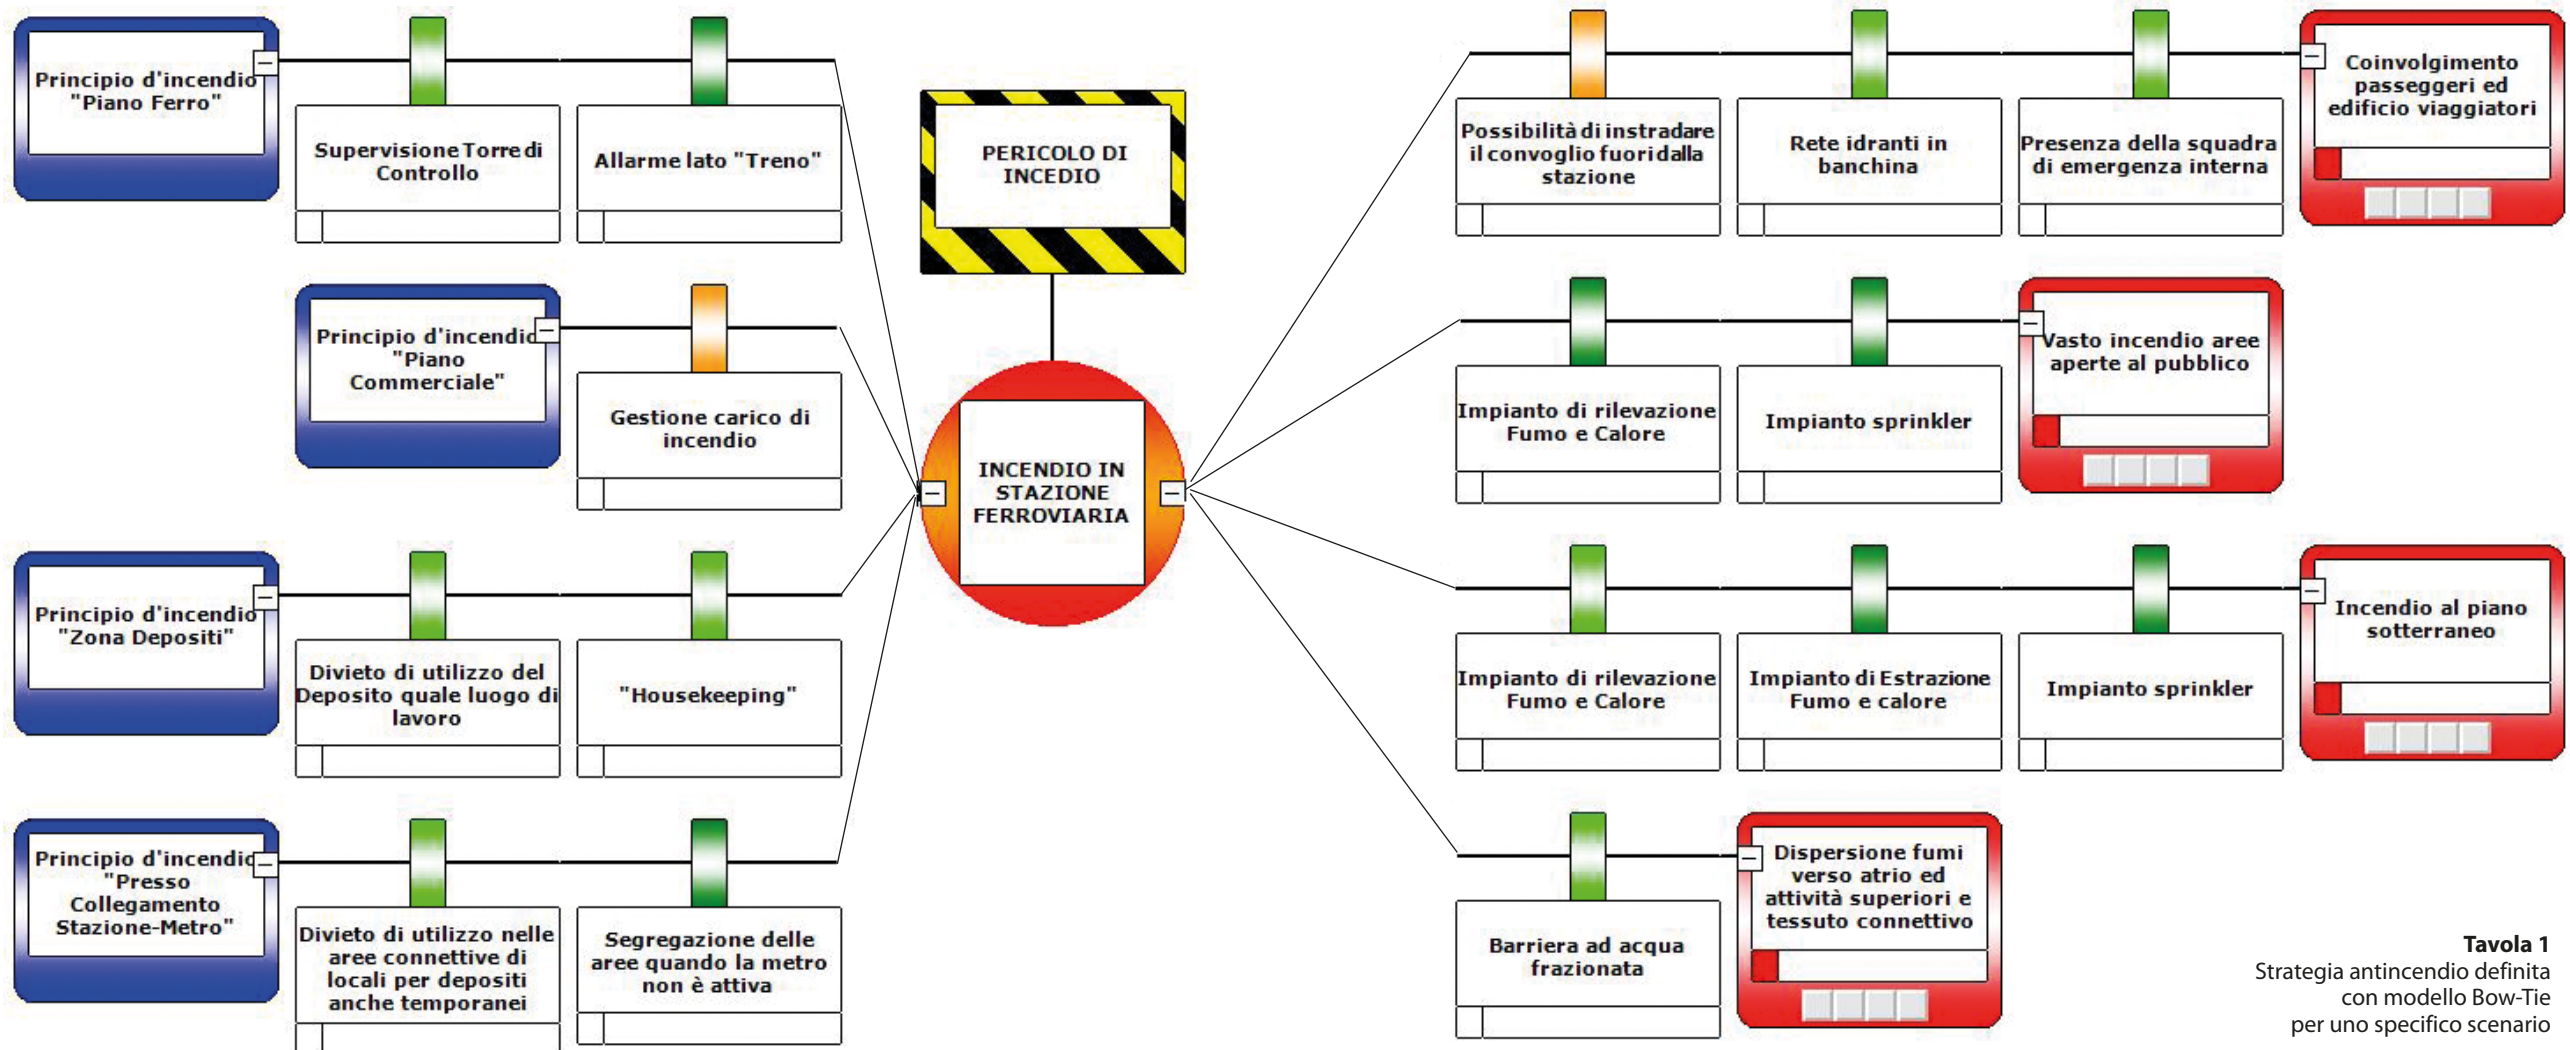 Principio d'incendio
"Piano Ferro"
Supervisione Torre di
Controllo
Allarme lato "Treno"
Principio d'incendio
"Piano
Commerciale"
Gestione carico di
incendio
Principio d'incendio
"Zona Depositi"
Divieto di utilizzo del
Deposito quale luogo di
lavoro
"Housekeeping"
Principio d'incendio
"Presso
Collegamento
Stazione-Metro"
Divieto di utilizzo nelle
aree connettive di
locali per depositi
anche temporanei
Segregazione delle
aree quando la metro
non è attiva
PERICOLO DI
INCEDIO
INCENDIO IN
STAZIONE
FERROVIARIA
Possibilità di instradare
il convoglio fuori dalla
stazione
Rete idranti in
banchina
Presenza della squadra
di emergenza interna
Coinvolgimento
passeggeri ed
edificio viaggiatori
Impianto di rilevazione
Fumo e Calore
Impianto sprinkler
Vasto incendio aree
aperte al pubblico
Impianto di rilevazione
Fumo e Calore
Impianto di Estrazione
Fumo e calore
Impianto sprinkler
Incendio al piano
sotterraneo
Barriera ad acqua
frazionata
Dispersione fumi
verso atrio ed
attività superiori e
tessuto connettivo
Tavola 1
Strategia antincendio definita
con modello Bow-Tie
per uno specifico scenario